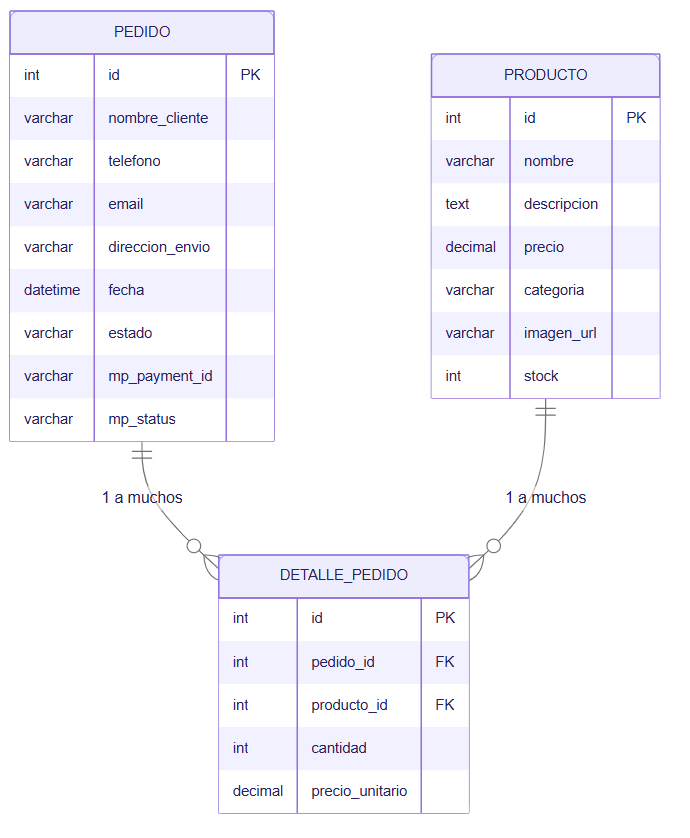 PEDIDO
int id PK
varchar nombre_cliente
varchar telefono
varchar email
varchar direccion_envio
datetime fecha
varchar estado
varchar mp_payment_id
varchar mp_status
PRODUCTO
int id PK
varchar nombre
text descripcion
decimal precio
varchar categoria
varchar imagen_url
int stock
1 a muchos
1 a muchos
DETALLE_PEDIDO
int id PK
int pedido_id FK
int producto_id FK
int cantidad
decimal precio_unitario